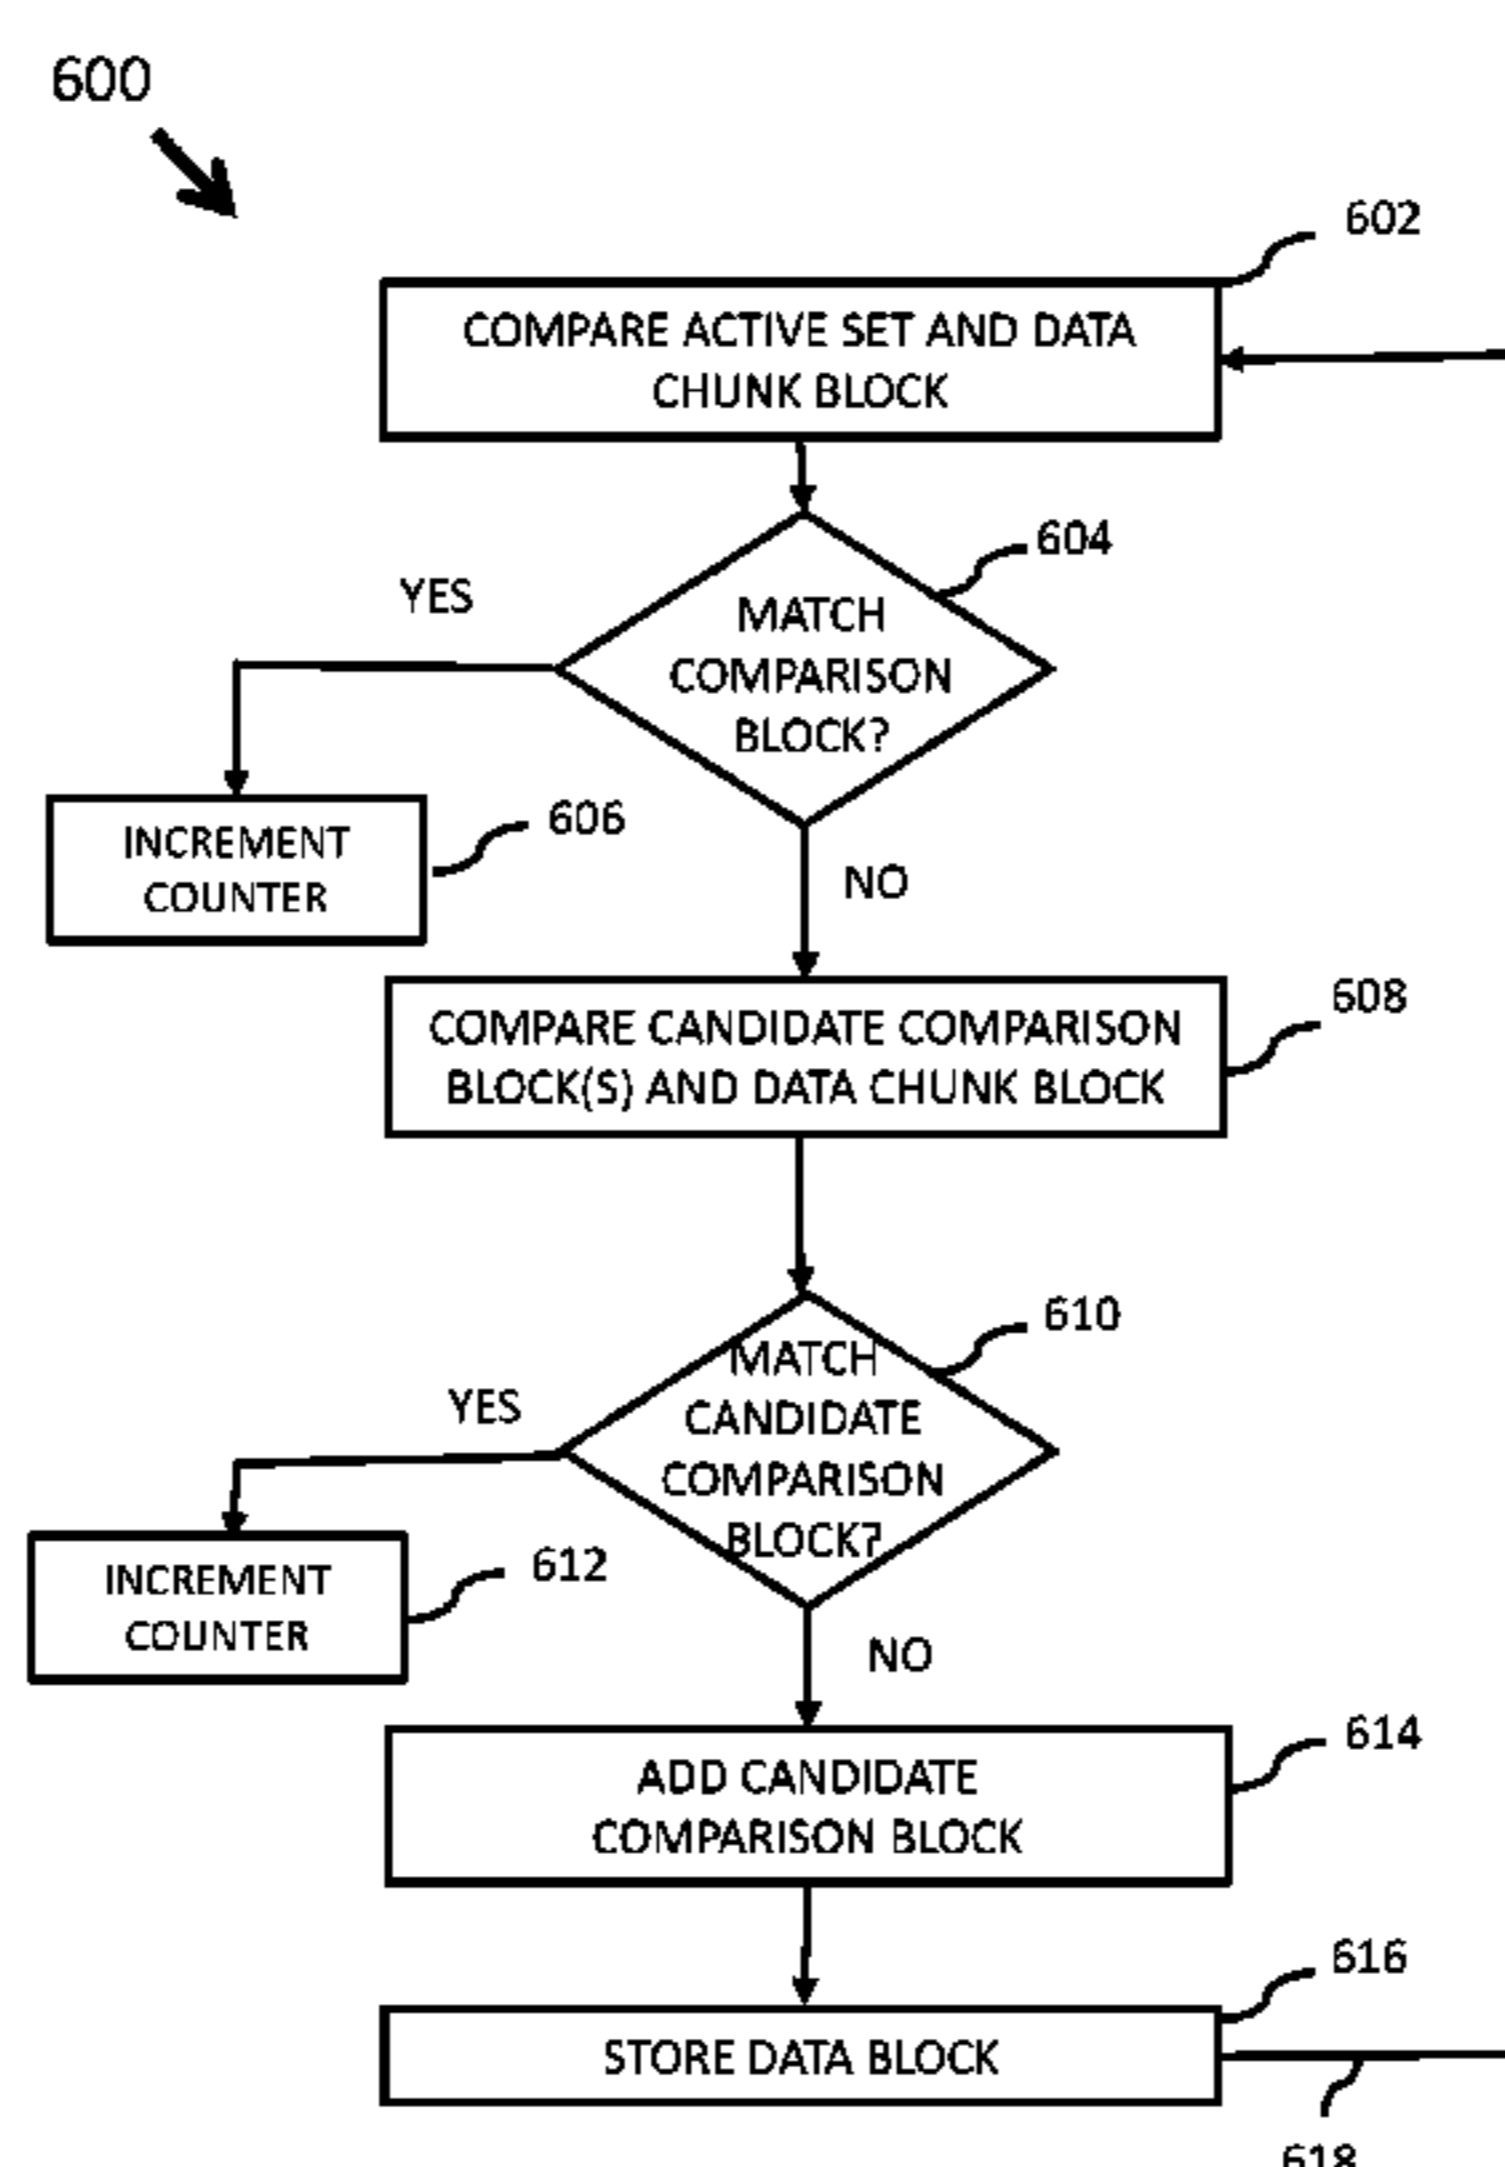 600
602
COMPARE ACTIVE SET AND DATA
CHUNK BLOCK
604
YES
MATCH
COMPARISON
BLOCK?
606
INCREMENT
COUNTER
NO
608
COMPARE CANDIDATE COMPARISON
BLOCK(S) AND DATA CHUNK BLOCK
610
YES
MATCH
CANDIDATE
COMPARISON
BLOCK?
612
INCREMENT
COUNTER
NO
614
ADD CANDIDATE
COMPARISON BLOCK
616
STORE DATA BLOCK
618